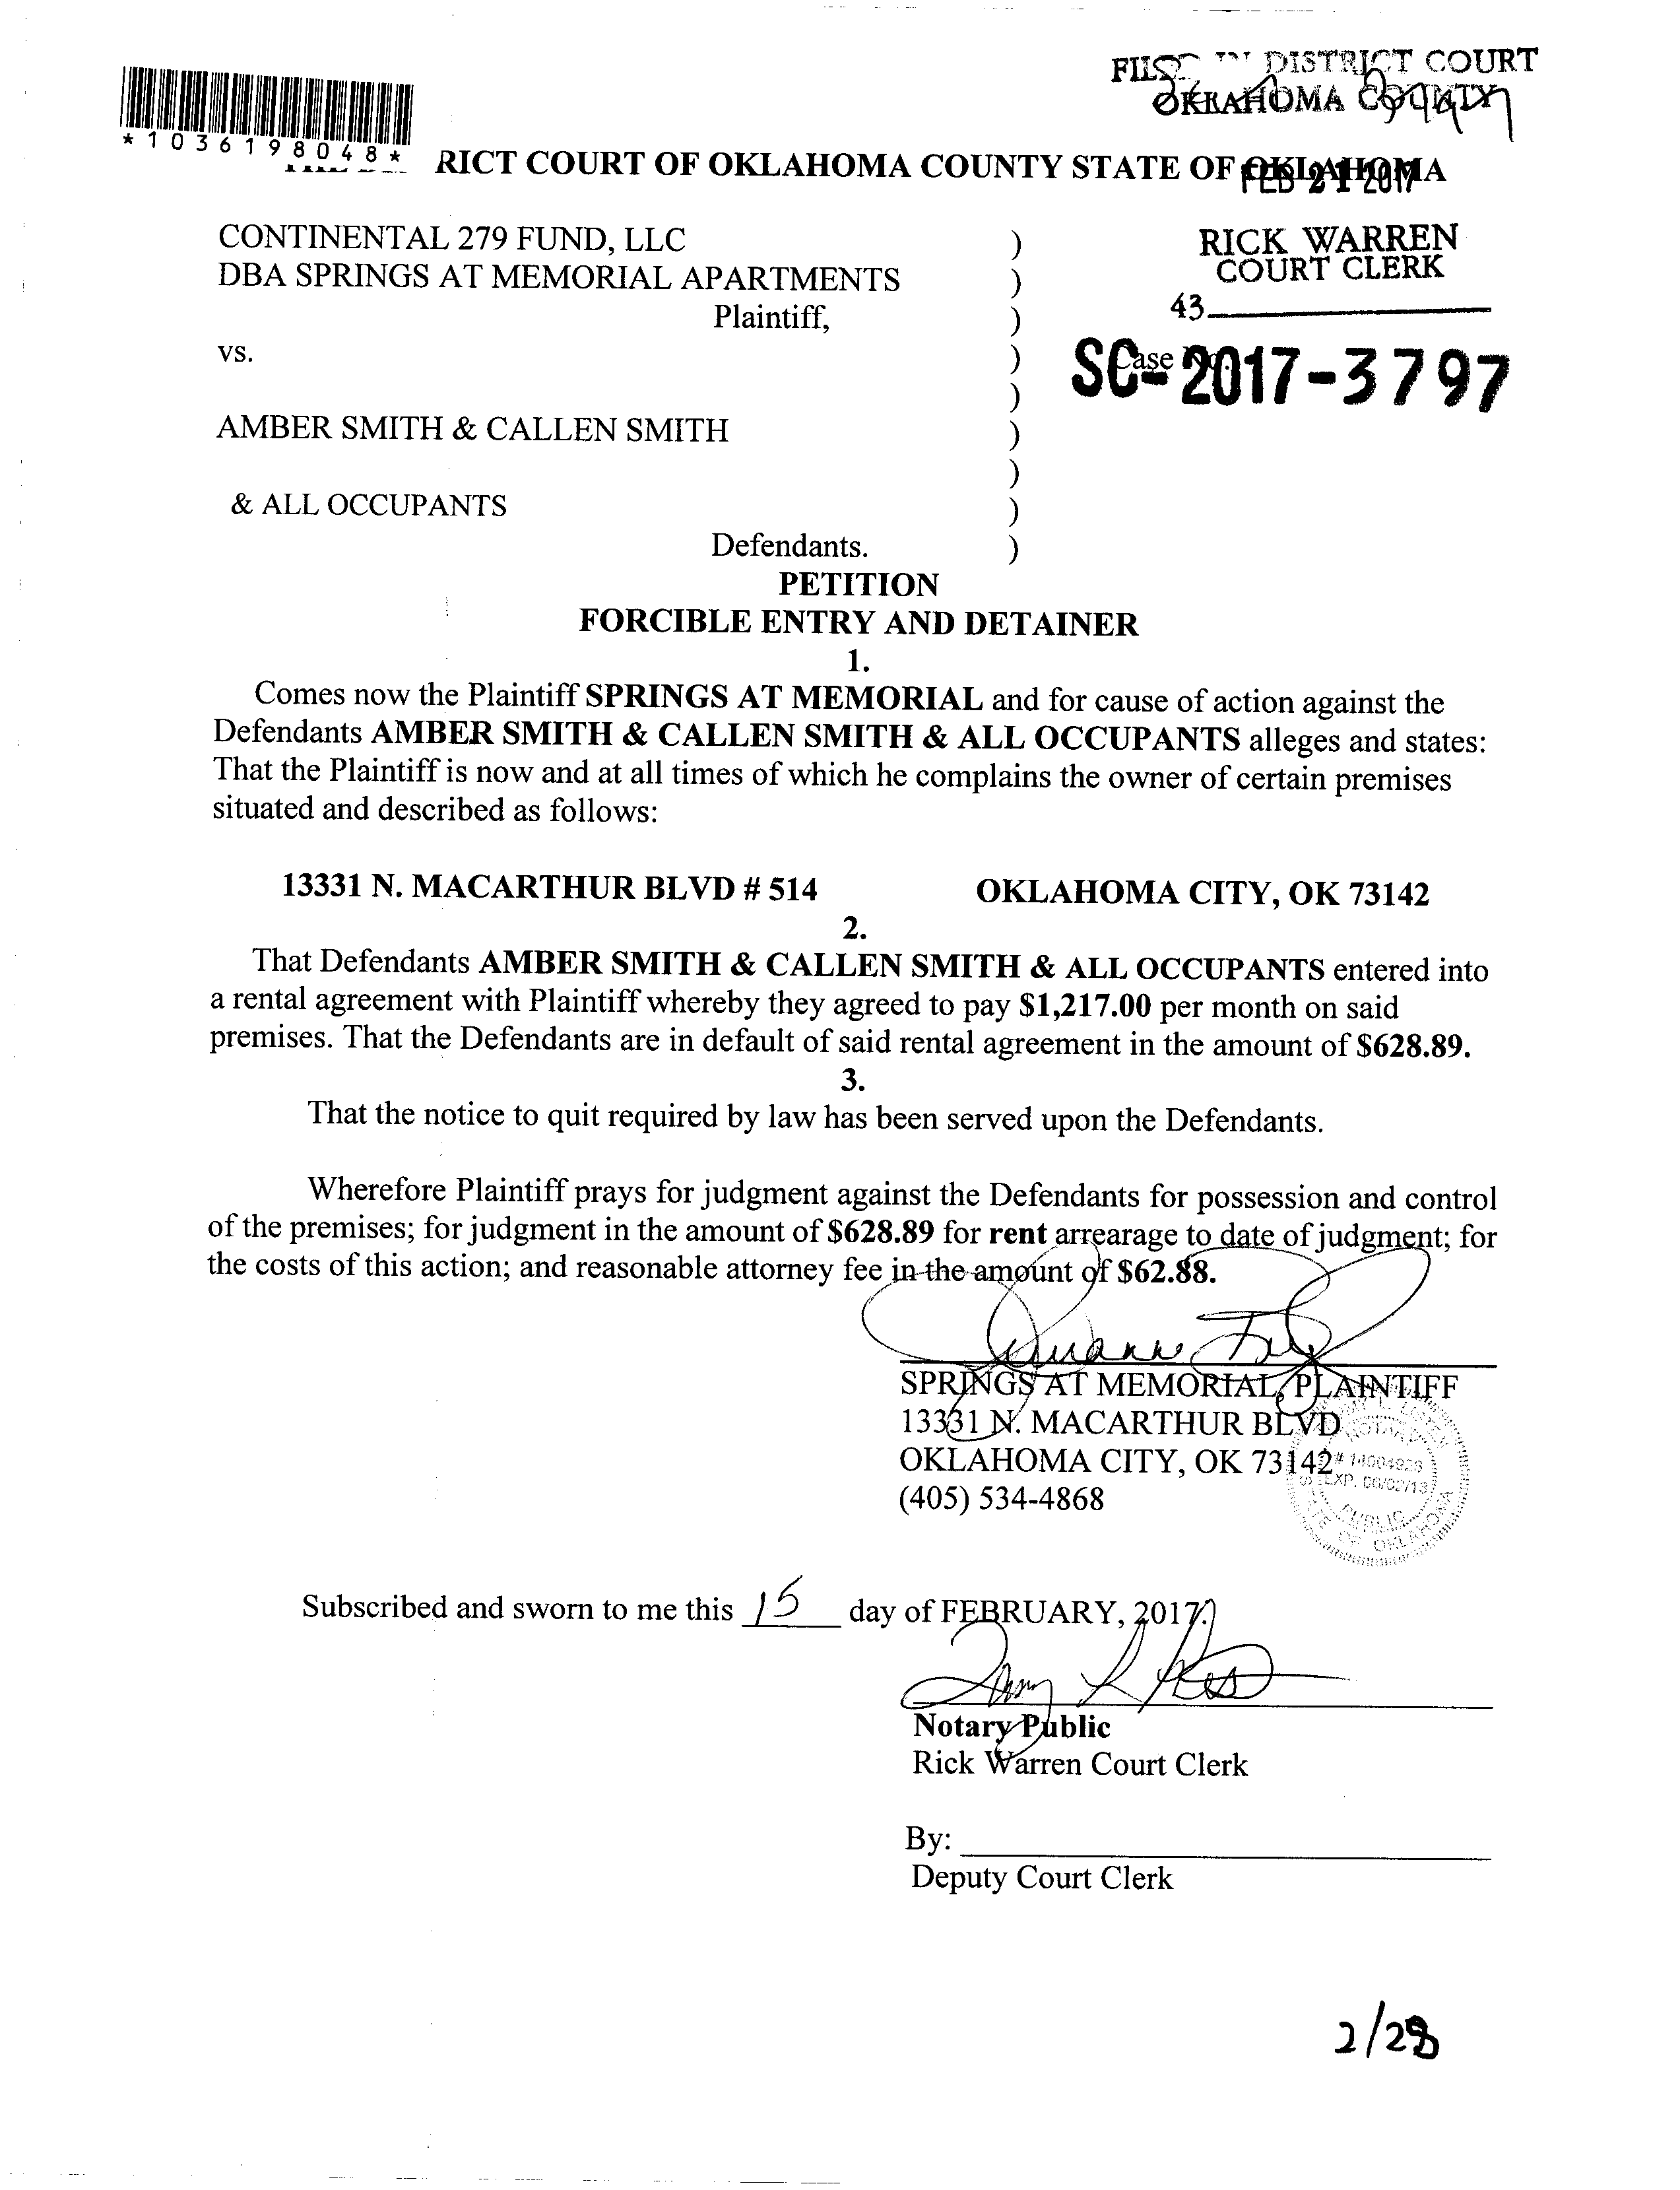 FILED IN DISTRICT COURT
OKLAHOMA COUNTY
*1036198048*
RICT COURT OF OKLAHOMA COUNTY STATE OF OKLAHOMA
FEB 21 2017
CONTINENTAL 279 FUND, LLC )
DBA SPRINGS AT MEMORIAL APARTMENTS )
Plaintiff, )
vs. )
)
AMBER SMITH & CALLEN SMITH )
)
& ALL OCCUPANTS )
Defendants. )
RICK WARREN
COURT CLERK
43
Case No.
SC-2017-3797
PETITION
FORCIBLE ENTRY AND DETAINER
1.
Comes now the Plaintiff SPRINGS AT MEMORIAL and for cause of action against the
Defendants AMBER SMITH & CALLEN SMITH & ALL OCCUPANTS alleges and states:
That the Plaintiff is now and at all times of which he complains the owner of certain premises
situated and described as follows:
13331 N. MACARTHUR BLVD # 514 OKLAHOMA CITY, OK 73142
2.
That Defendants AMBER SMITH & CALLEN SMITH & ALL OCCUPANTS entered into
a rental agreement with Plaintiff whereby they agreed to pay $1,217.00 per month on said
premises. That the Defendants are in default of said rental agreement in the amount of $628.89.
3.
That the notice to quit required by law has been served upon the Defendants.
Wherefore Plaintiff prays for judgment against the Defendants for possession and control
of the premises; for judgment in the amount of $628.89 for rent arrearage to date of judgment; for
the costs of this action; and reasonable attorney fee in the amount of $62.88.
SPRINGS AT MEMORIAL, PLAINTIFF
13331 N. MACARTHUR BLVD
OKLAHOMA CITY, OK 73142
(405) 534-4868
NOTARY
# 14004923
EXP. 06/02/18
PUBLIC
STATE OF OKLAHOMA
Subscribed and sworn to me this 15 day of FEBRUARY, 2017.
Notary Public
Rick Warren Court Clerk
By:
Deputy Court Clerk
2/28